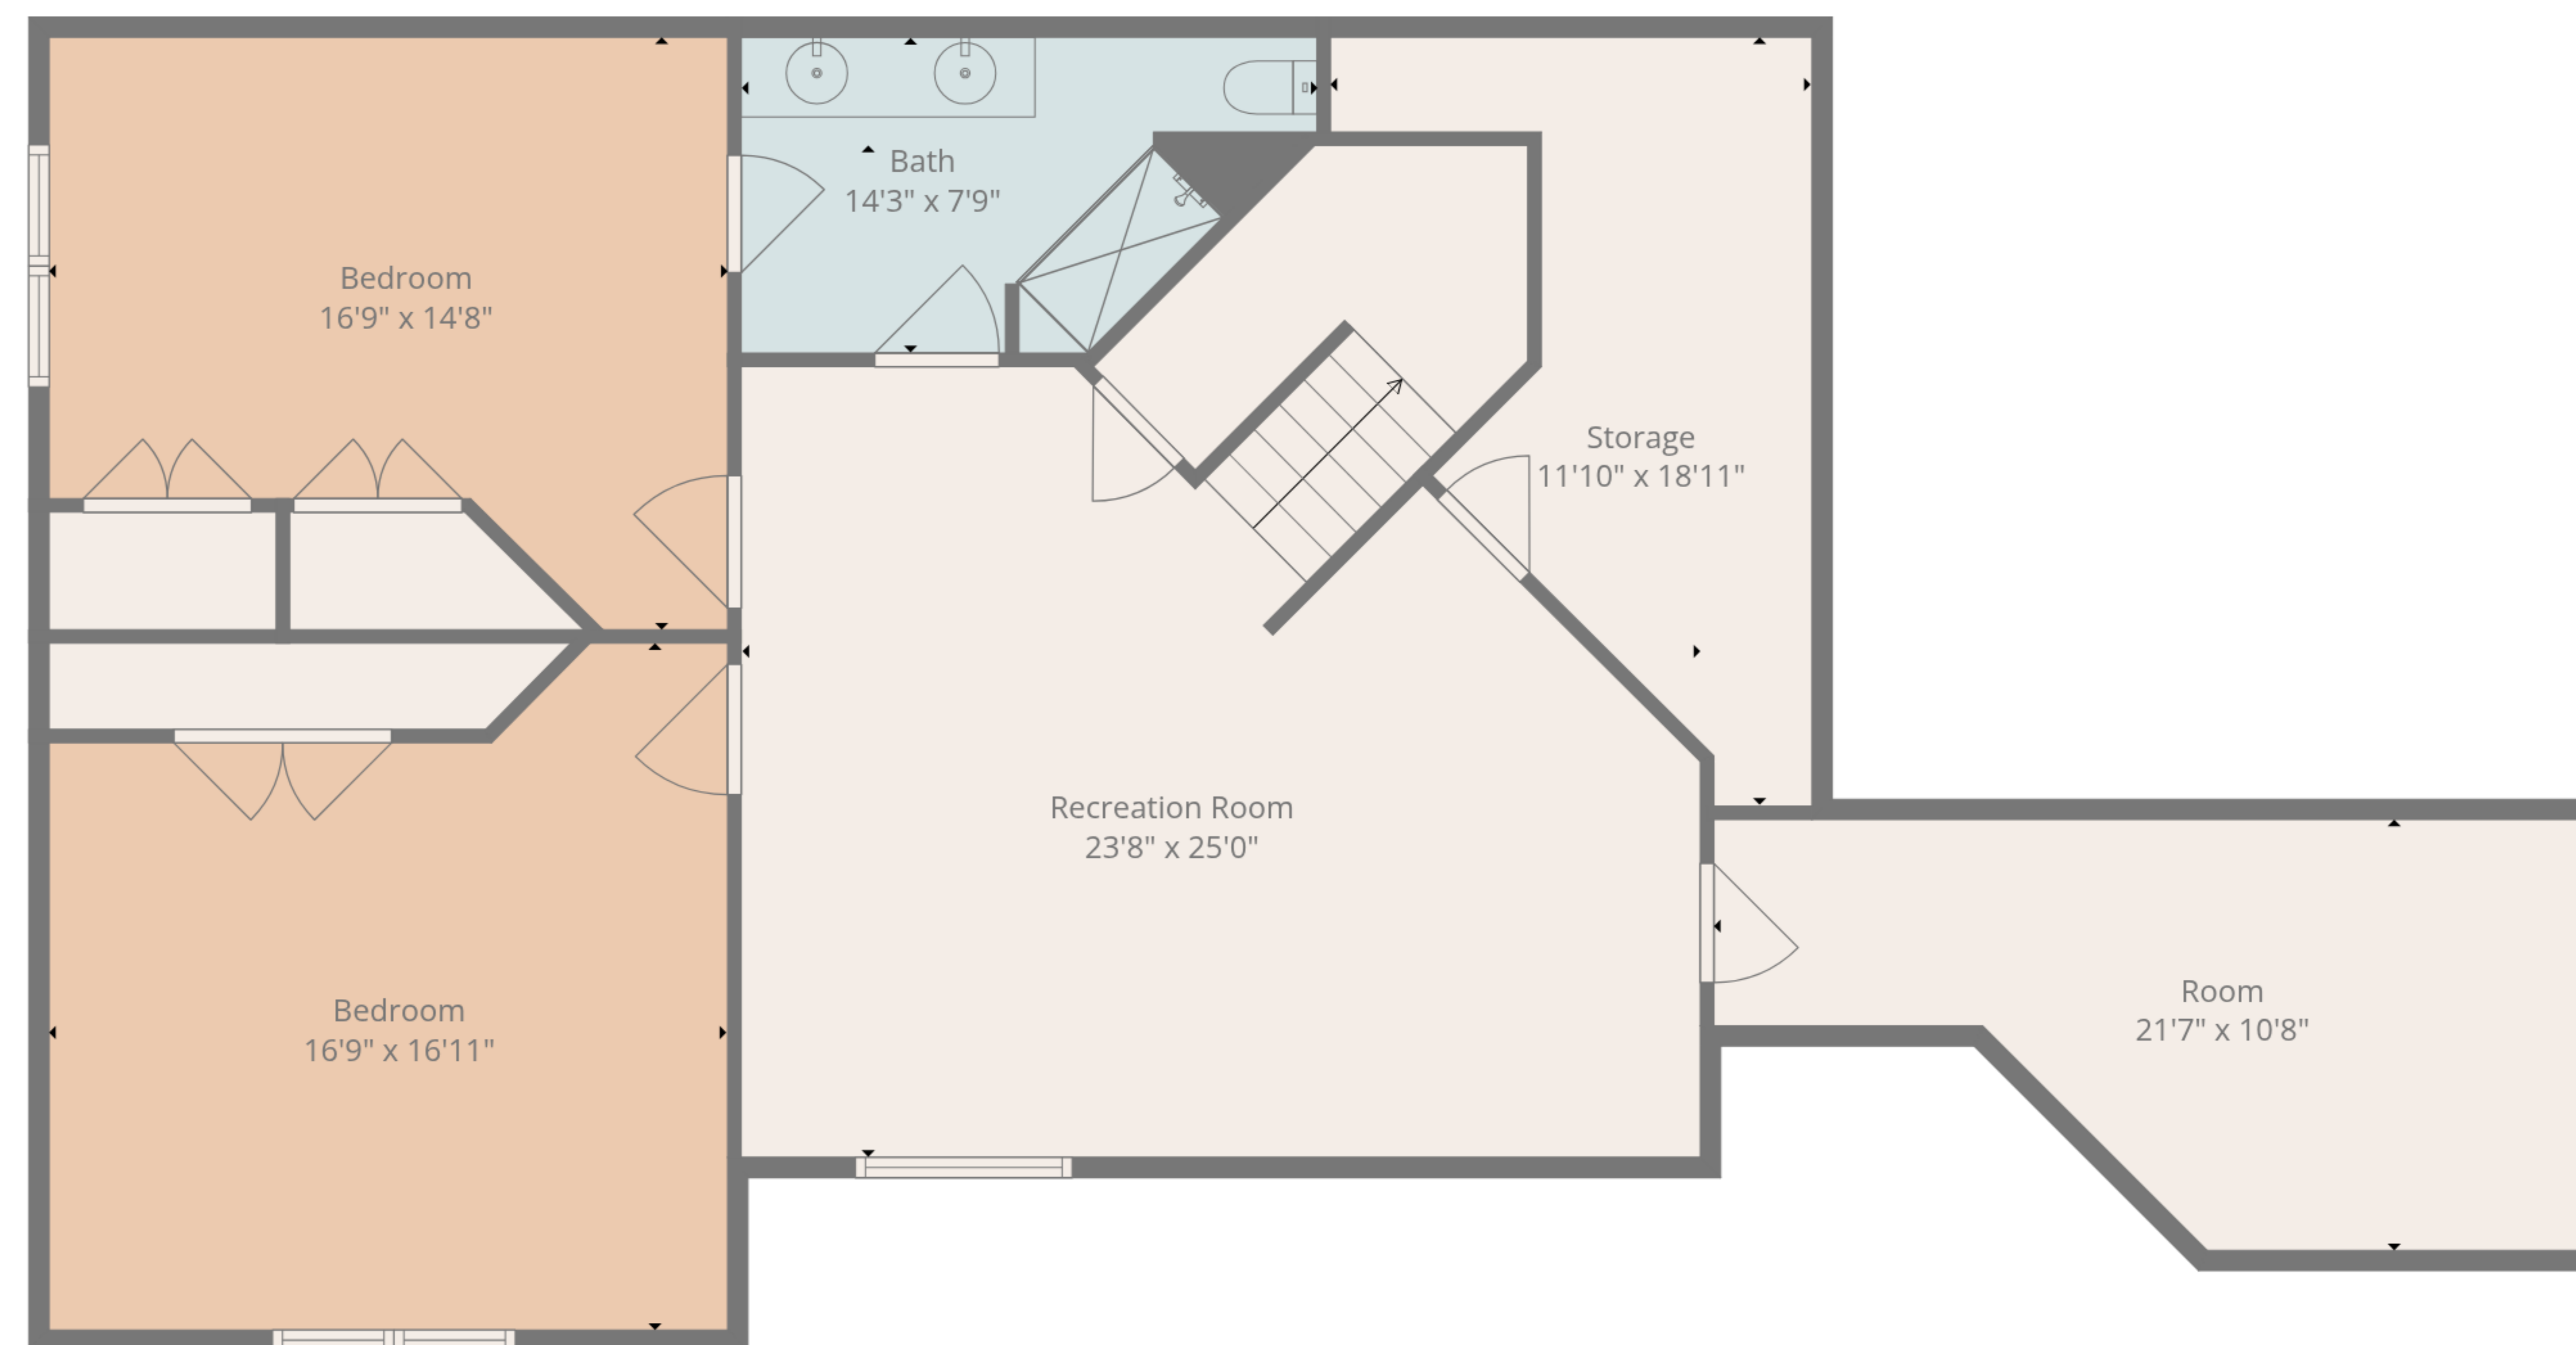 Bath
14'3" x 7'9"
Bedroom
16'9" x 14'8"
Storage
11'10" x 18'11"
Recreation Room
23'8" x 25'0"
Room
21'7" x 10'8"
Bedroom
16'9" x 16'11"